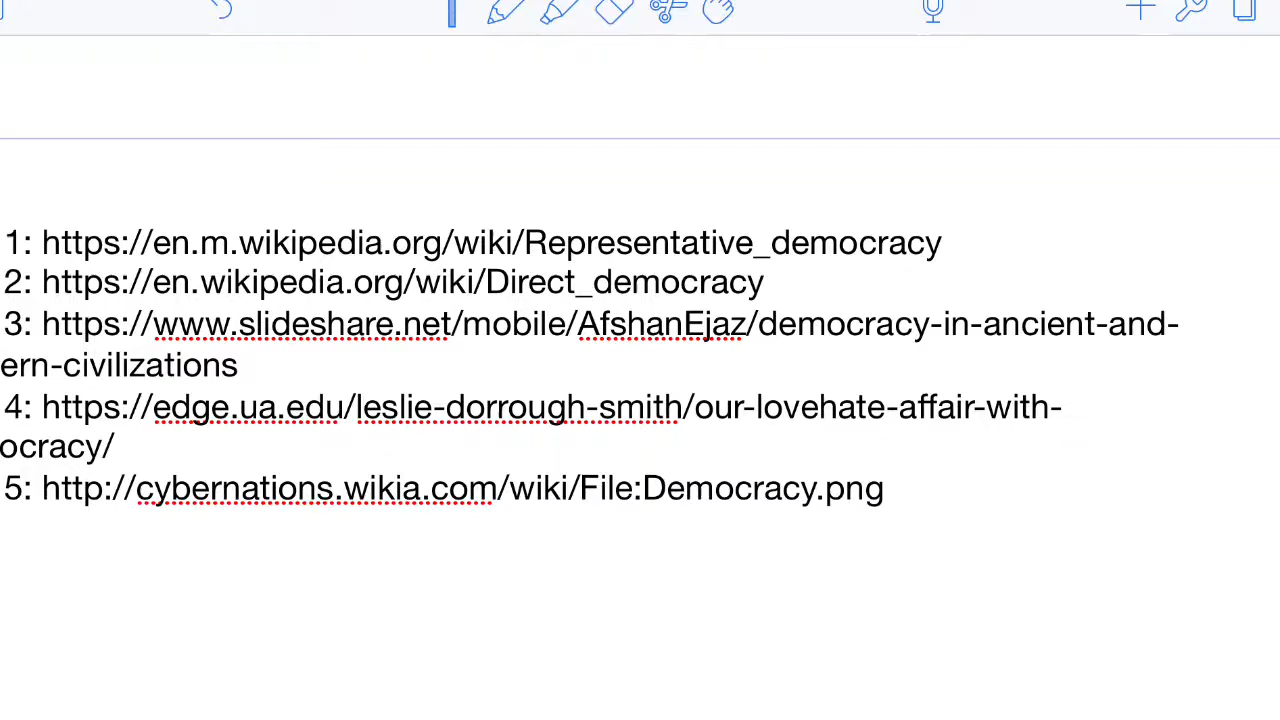 1: https://en.m.wikipedia.org/wiki/Representative_democracy
2: https://en.wikipedia.org/wiki/Direct_democracy
3: https://www.slideshare.net/mobile/AfshanEjaz/democracy-in-ancient-and-
ern-civilizations
4: https://edge.ua.edu/leslie-dorrough-smith/our-lovehate-affair-with-
ocracy/
5: http://cybernations.wikia.com/wiki/File:Democracy.png